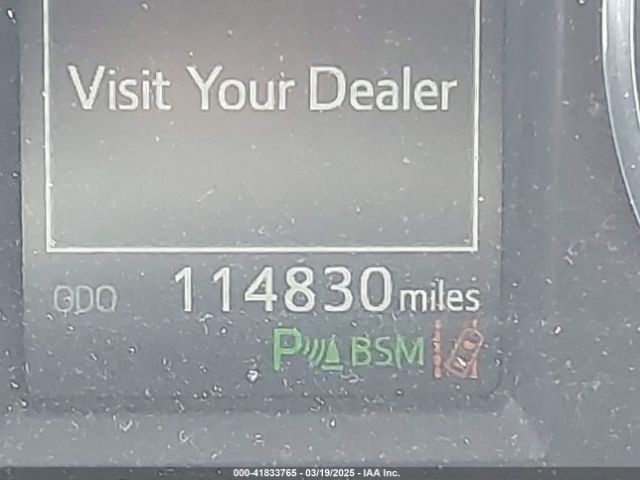 Visit Your Dealer
ODO 114830 miles
P BSM
000-41833765 - 03/19/2025 - IAA Inc.